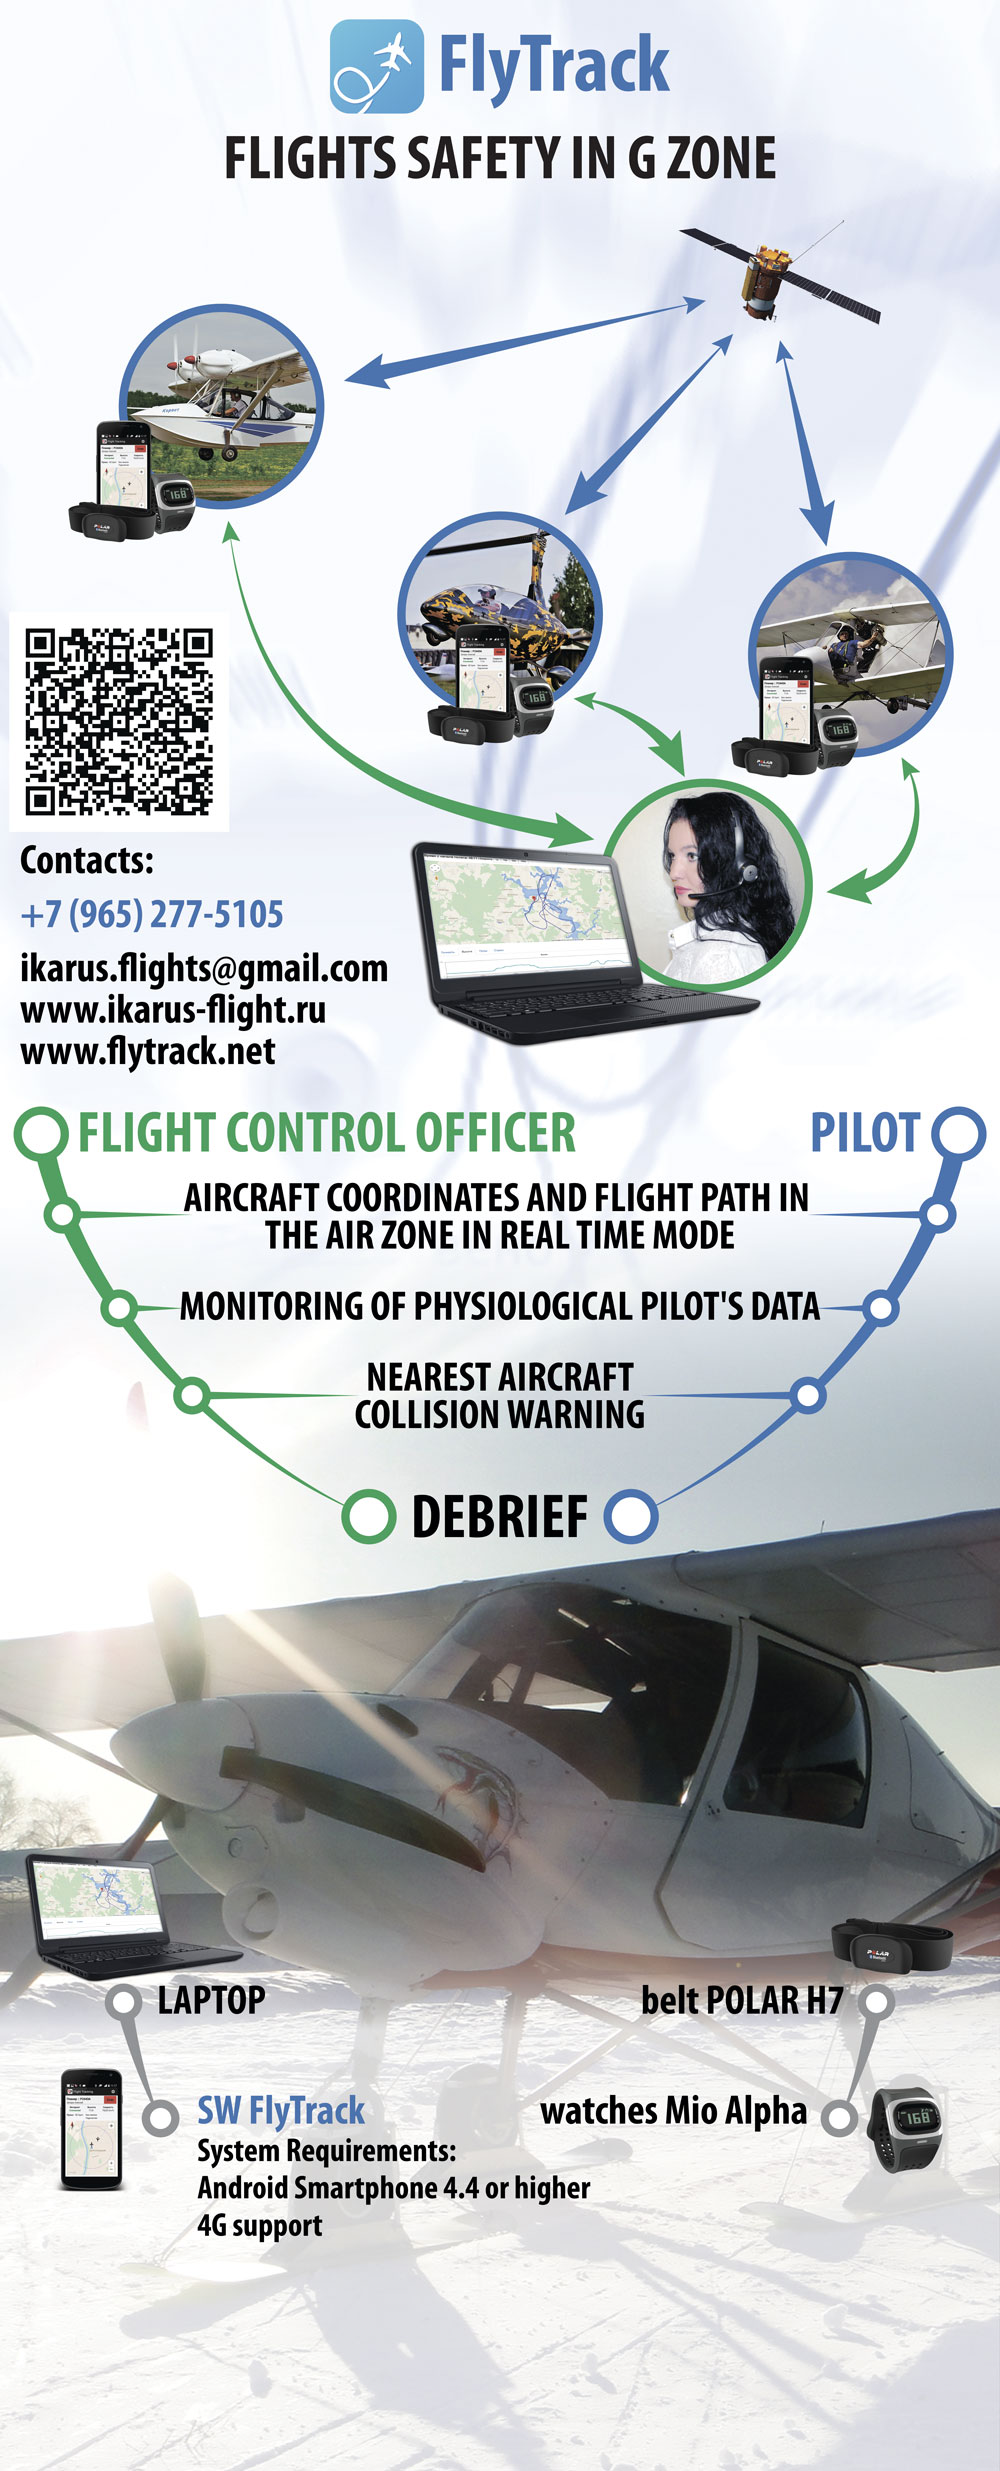 FlyTrack
FLIGHTS SAFETY IN G ZONE
Contacts:
+7 (965) 277-5105
ikarus.flights@gmail.com
www.ikarus-flight.ru
www.flytrack.net
FLIGHT CONTROL OFFICER
PILOT
AIRCRAFT COORDINATES AND FLIGHT PATH IN
THE AIR ZONE IN REAL TIME MODE
MONITORING OF PHYSIOLOGICAL PILOT'S DATA
NEAREST AIRCRAFT
COLLISION WARNING
DEBRIEF
POLAR
168
LAPTOP
belt POLAR H7
SW FlyTrack
System Requirements:
Android Smartphone 4.4 or higher
4G support
watches Mio Alpha
168